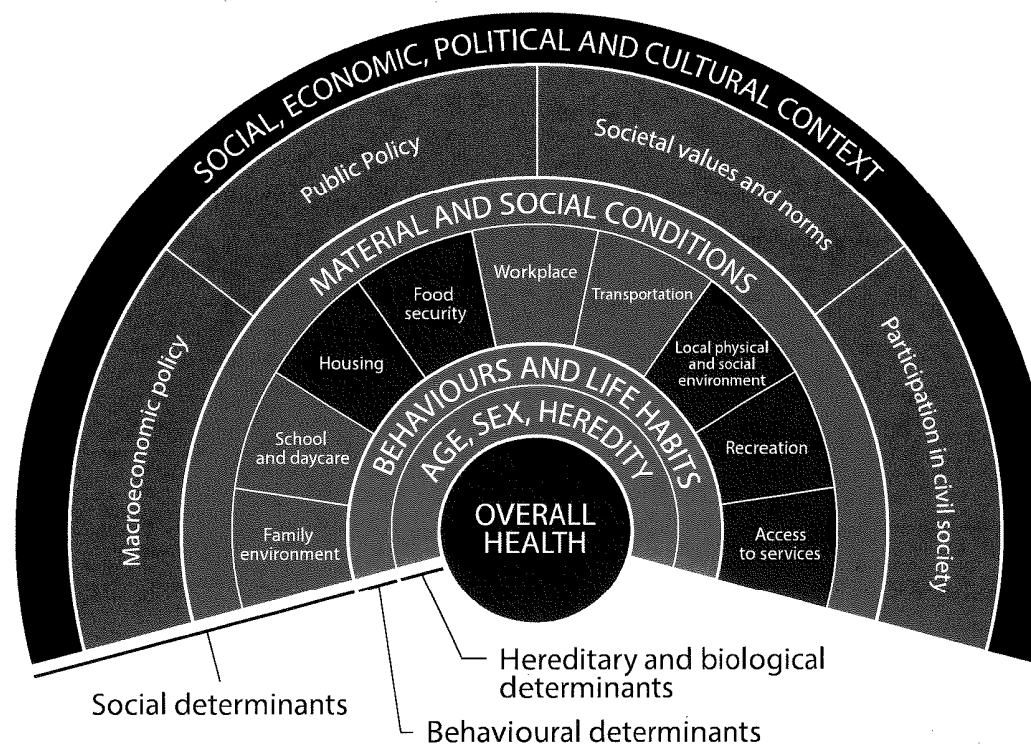 SOCIAL, ECONOMIC, POLITICAL AND CULTURAL CONTEXT
Macroeconomic policy
Public Policy
Societal values and norms
Participation in civil society
MATERIAL AND SOCIAL CONDITIONS
Family
environment
School
and daycare
Housing
Food
security
Workplace
Transportation
Local physical
and social
environment
Recreation
Access
to services
BEHAVIOURS AND LIFE HABITS
AGE, SEX, HEREDITY
OVERALL
HEALTH
Hereditary and biological
determinants
Social determinants
Behavioural determinants